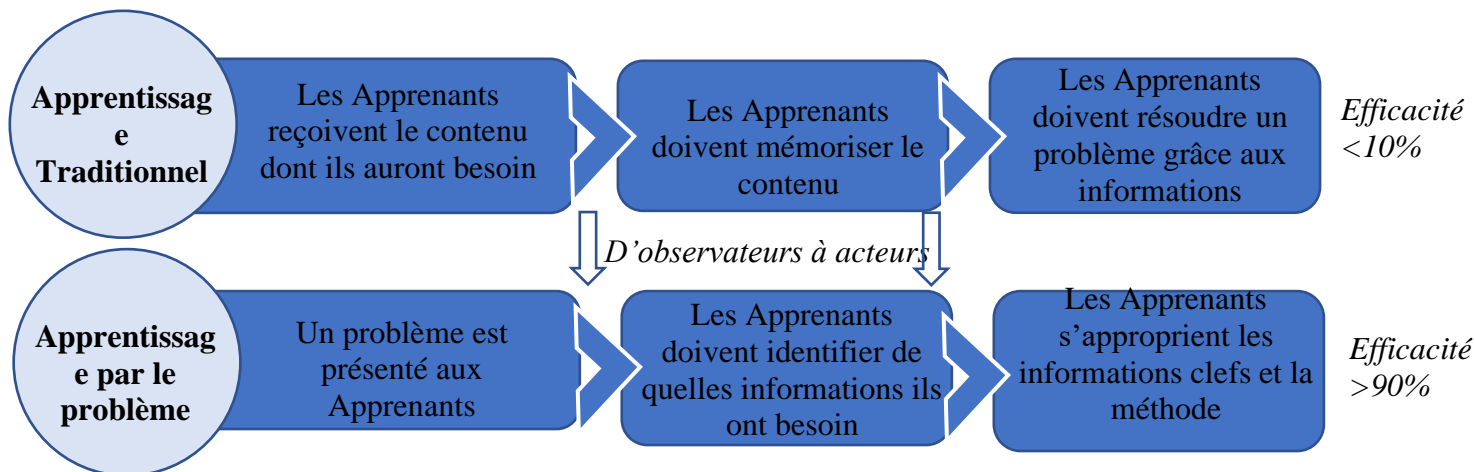 Apprentissag
e
Traditionnel
Les Apprenants
reçoivent le contenu
dont ils auront besoin
Les Apprenants
doivent mémoriser le
contenu
Les Apprenants
doivent résoudre un
problème grâce aux
informations
Efficacité
<10%
D’observateurs à acteurs
Apprentissag
e par le
problème
Un problème est
présenté aux
Apprenants
Les Apprenants
doivent identifier de
quelles informations ils
ont besoin
Les Apprenants
s’approprient les
informations clefs et la
méthode
Efficacité
>90%